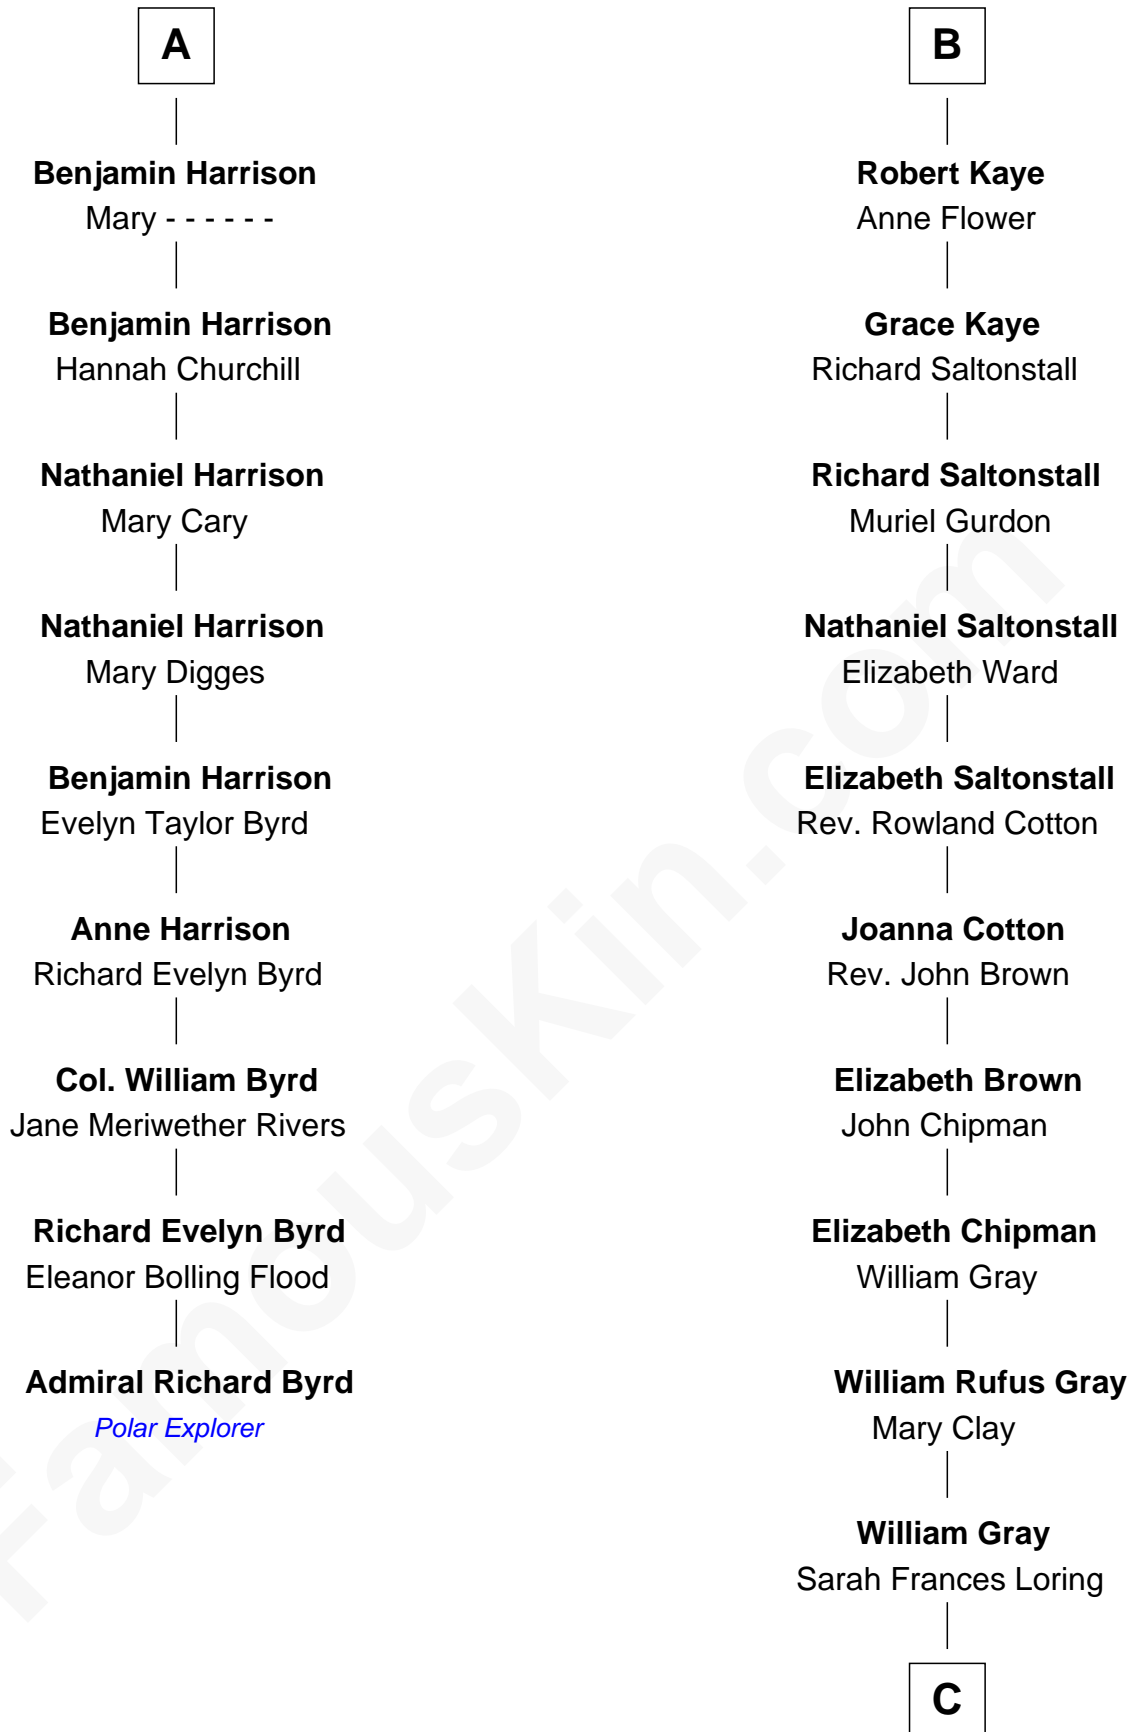 A
Benjamin Harrison
Mary - - - - - -
Benjamin Harrison
Hannah Churchill
Nathaniel Harrison
Mary Cary
Nathaniel Harrison
Mary Digges
Benjamin Harrison
Evelyn Taylor Byrd
Anne Harrison
Richard Evelyn Byrd
Col. William Byrd
Jane Meriwether Rivers
Richard Evelyn Byrd
Eleanor Bolling Flood
Admiral Richard Byrd
Polar Explorer
B
Robert Kaye
Anne Flower
Grace Kaye
Richard Saltonstall
Richard Saltonstall
Muriel Gurdon
Nathaniel Saltonstall
Elizabeth Ward
Elizabeth Saltonstall
Rev. Rowland Cotton
Joanna Cotton
Rev. John Brown
Elizabeth Brown
John Chipman
Elizabeth Chipman
William Gray
William Rufus Gray
Mary Clay
William Gray
Sarah Frances Loring
C
FamousKin.com